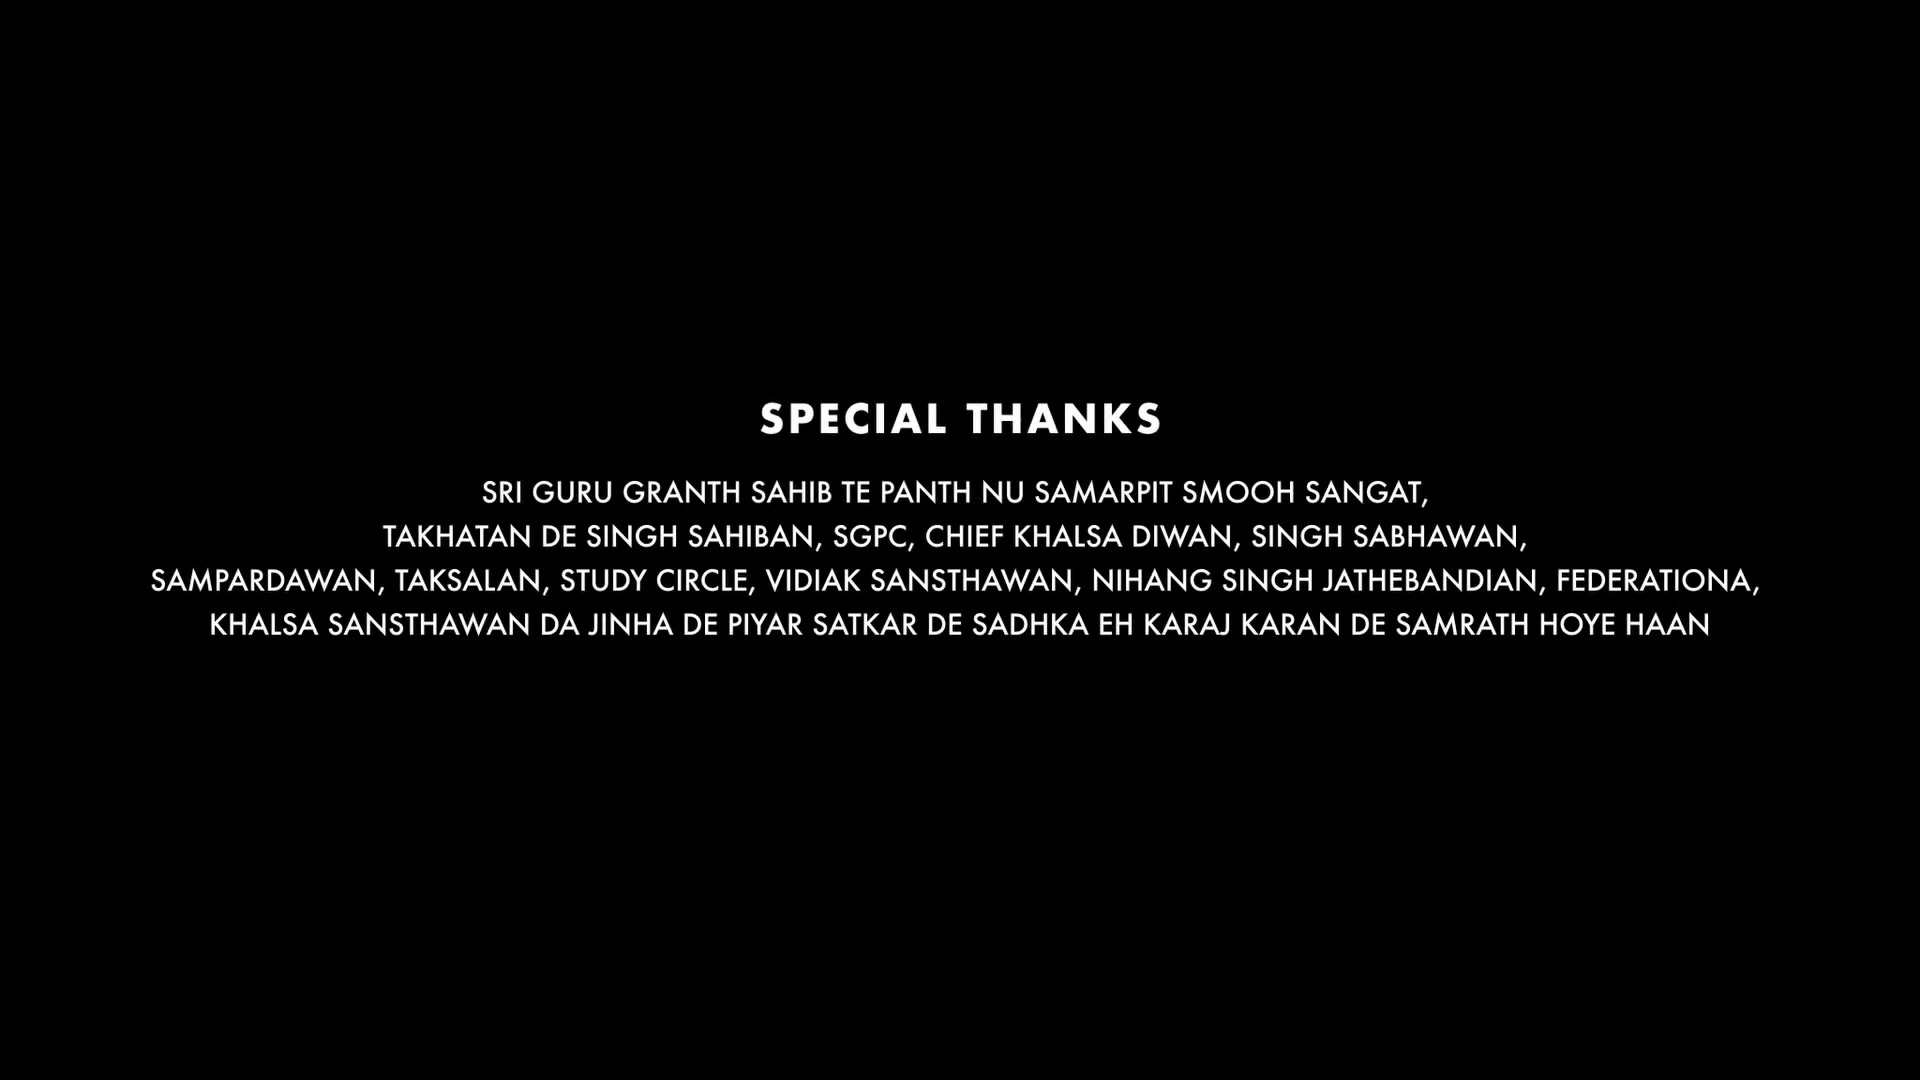 SPECIAL THANKS
SRI GURU GRANTH SAHIB TE PANTH NU SAMARPIT SMOOH SANGAT,
TAKHATAN DE SINGH SAHIBAN, SGPC, CHIEF KHALSA DIWAN, SINGH SABHAWAN,
SAMPARDAWAN, TAKSALAN, STUDY CIRCLE, VIDIAK SANSTHAWAN, NIHANG SINGH JATHEBANDIAN, FEDERATIONA,
KHALSA SANSTHAWAN DA JINHA DE PIYAR SATKAR DE SADHKA EH KARAJ KARAN DE SAMRATH HOYE HAAN